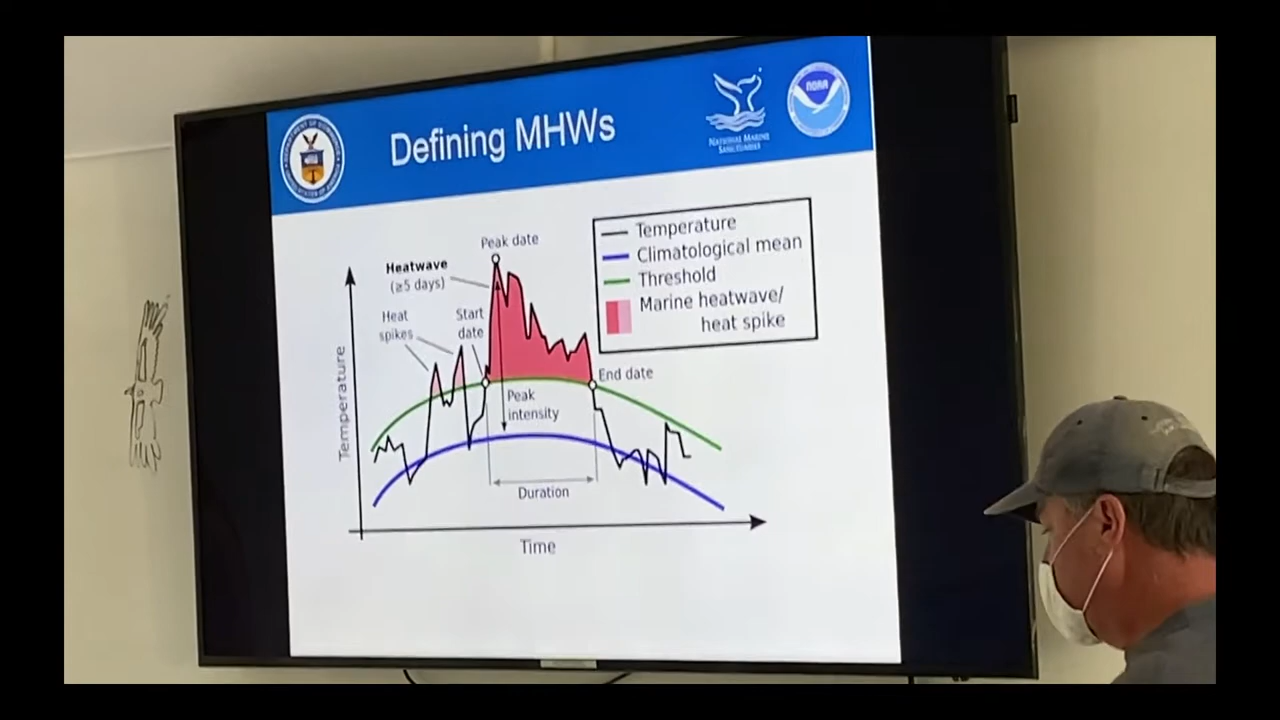 Defining MHWs
NATIONAL MARINE
SANCTUARIES
NOAA
Temperature
Climatological mean
Threshold
Marine heatwave/
heat spike
Peak date
Heatwave
(≥5 days)
Heat
spikes
Start
date
End date
Peak
intensity
Duration
Temperature
Time